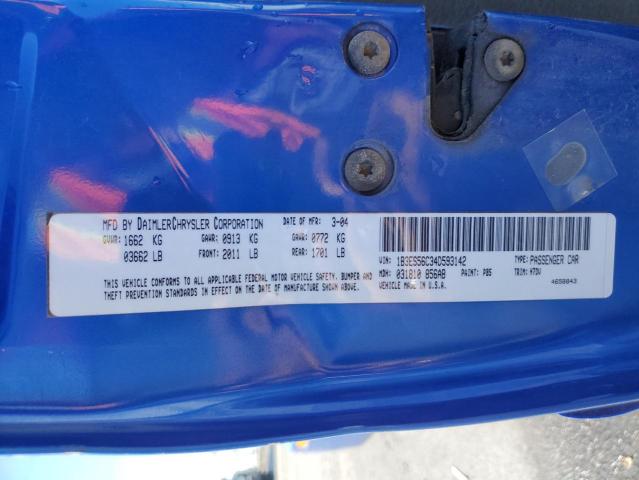 MFD BY DAIMLERCHRYSLER CORPORATION DATE OF MFR: 3-04
GVWR: 1662 KG GAWR: 0913 KG GAWR: 0772 KG
03662 LB FRONT: 2011 LB REAR: 1701 LB
THIS VEHICLE CONFORMS TO ALL APPLICABLE FEDERAL MOTOR VEHICLE SAFETY, BUMPER AND
THEFT PREVENTION STANDARDS IN EFFECT ON THE DATE OF MANUFACTURE SHOWN ABOVE.
VIN: 1B3ES56C34D593142 TYPE: PASSENGER CAR
MDH: 031810 856AB PAINT: PB5 TRIM: H7DV
VEHICLE MADE IN U.S.A. 4658043